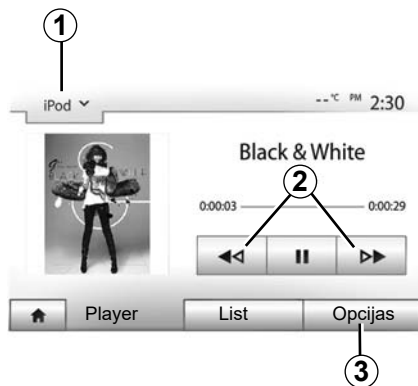 1
iPod
--°C PM 2:30
Black & White
2
0:00:03 0:00:29
Player List Opcijas
3